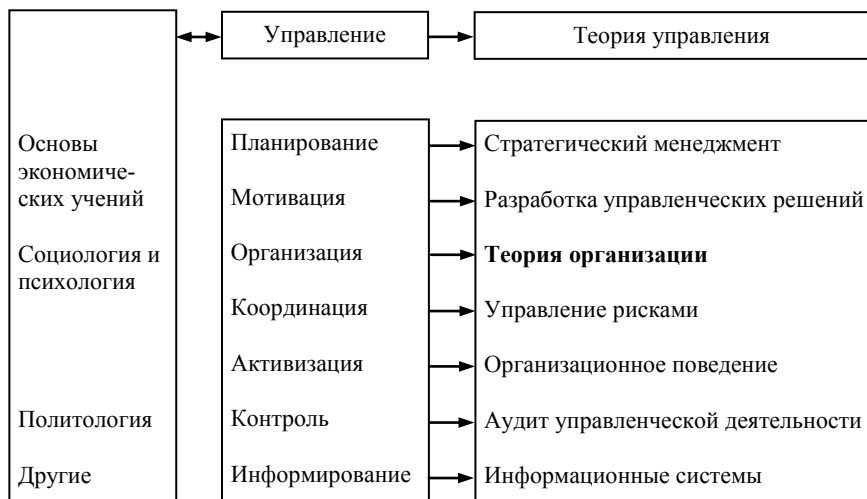 Управление
Теория управления
Основы
экономиче-
ских учений
Социология и
психология
Политология
Другие
Планирование
Мотивация
Организация
Координация
Активизация
Контроль
Информирование
Стратегический менеджмент
Разработка управленческих решений
Теория организации
Управление рисками
Организационное поведение
Аудит управленческой деятельности
Информационные системы